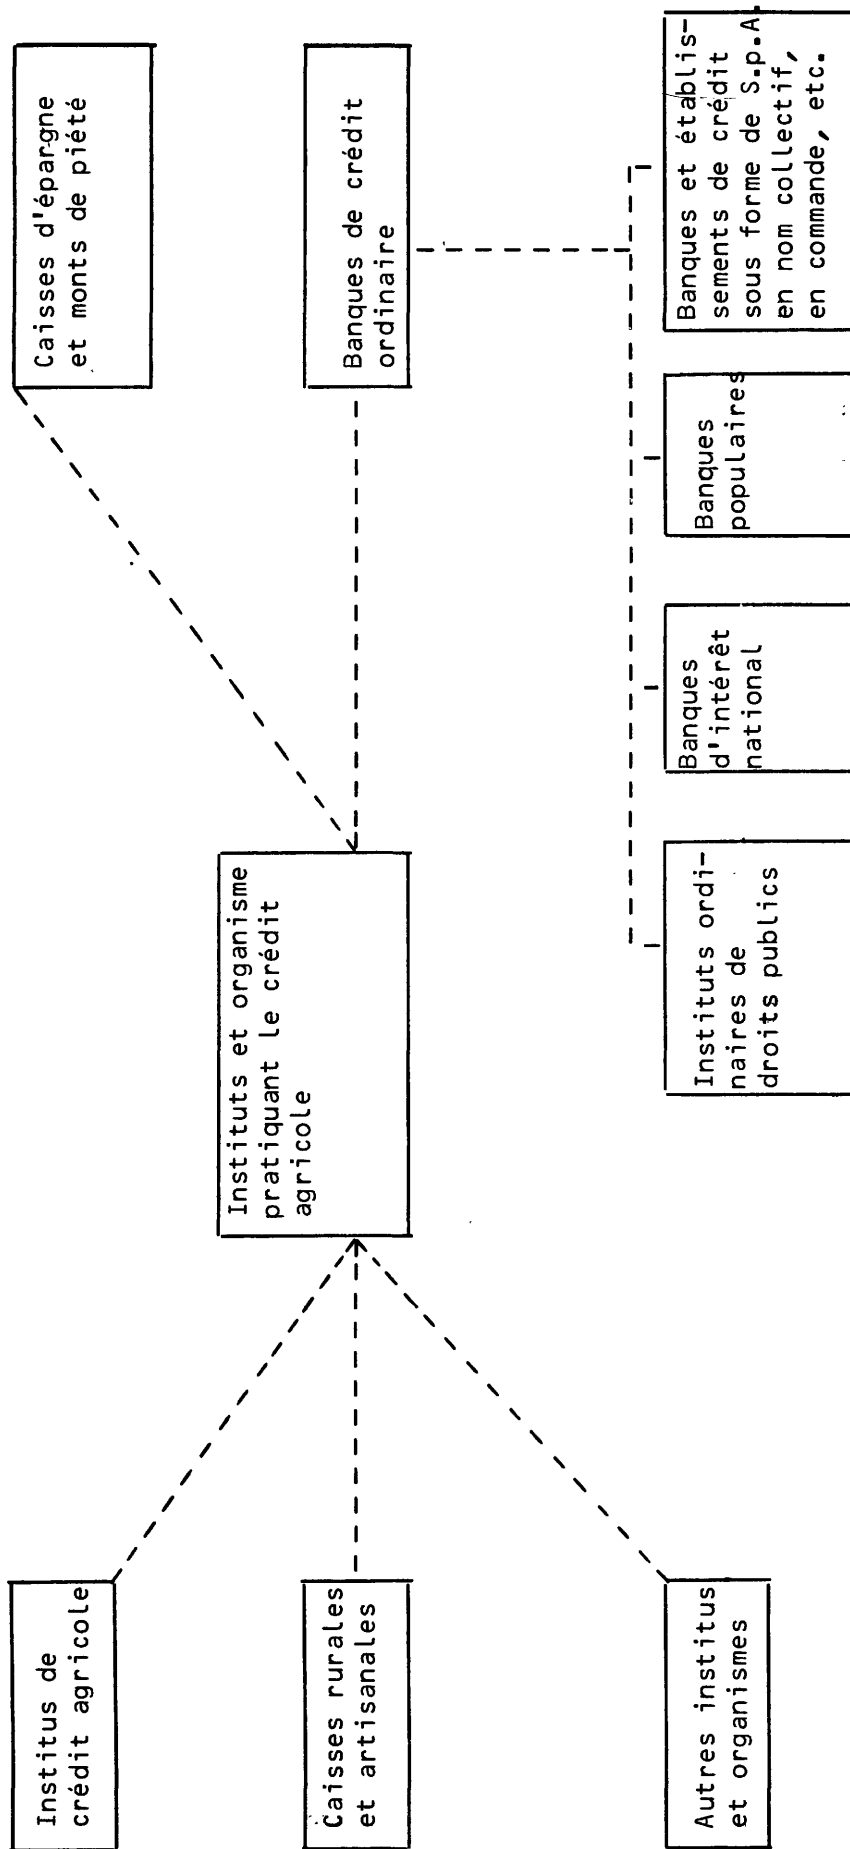 Institus de
crédit agricole
Caisses d'épargne
et monts de piété
Instituts et organisme
pratiquant le crédit
agricole
Caisses rurales
et artisanales
Banques de crédit
ordinaire
Autres institus
et organismes
Instituts ordi-
naires de
droits publics
Banques
d'intérêt
national
Banques
populaires
Banques et établis-
sements de crédit
sous forme de S.p.A.
en nom collectif,
en commande, etc.